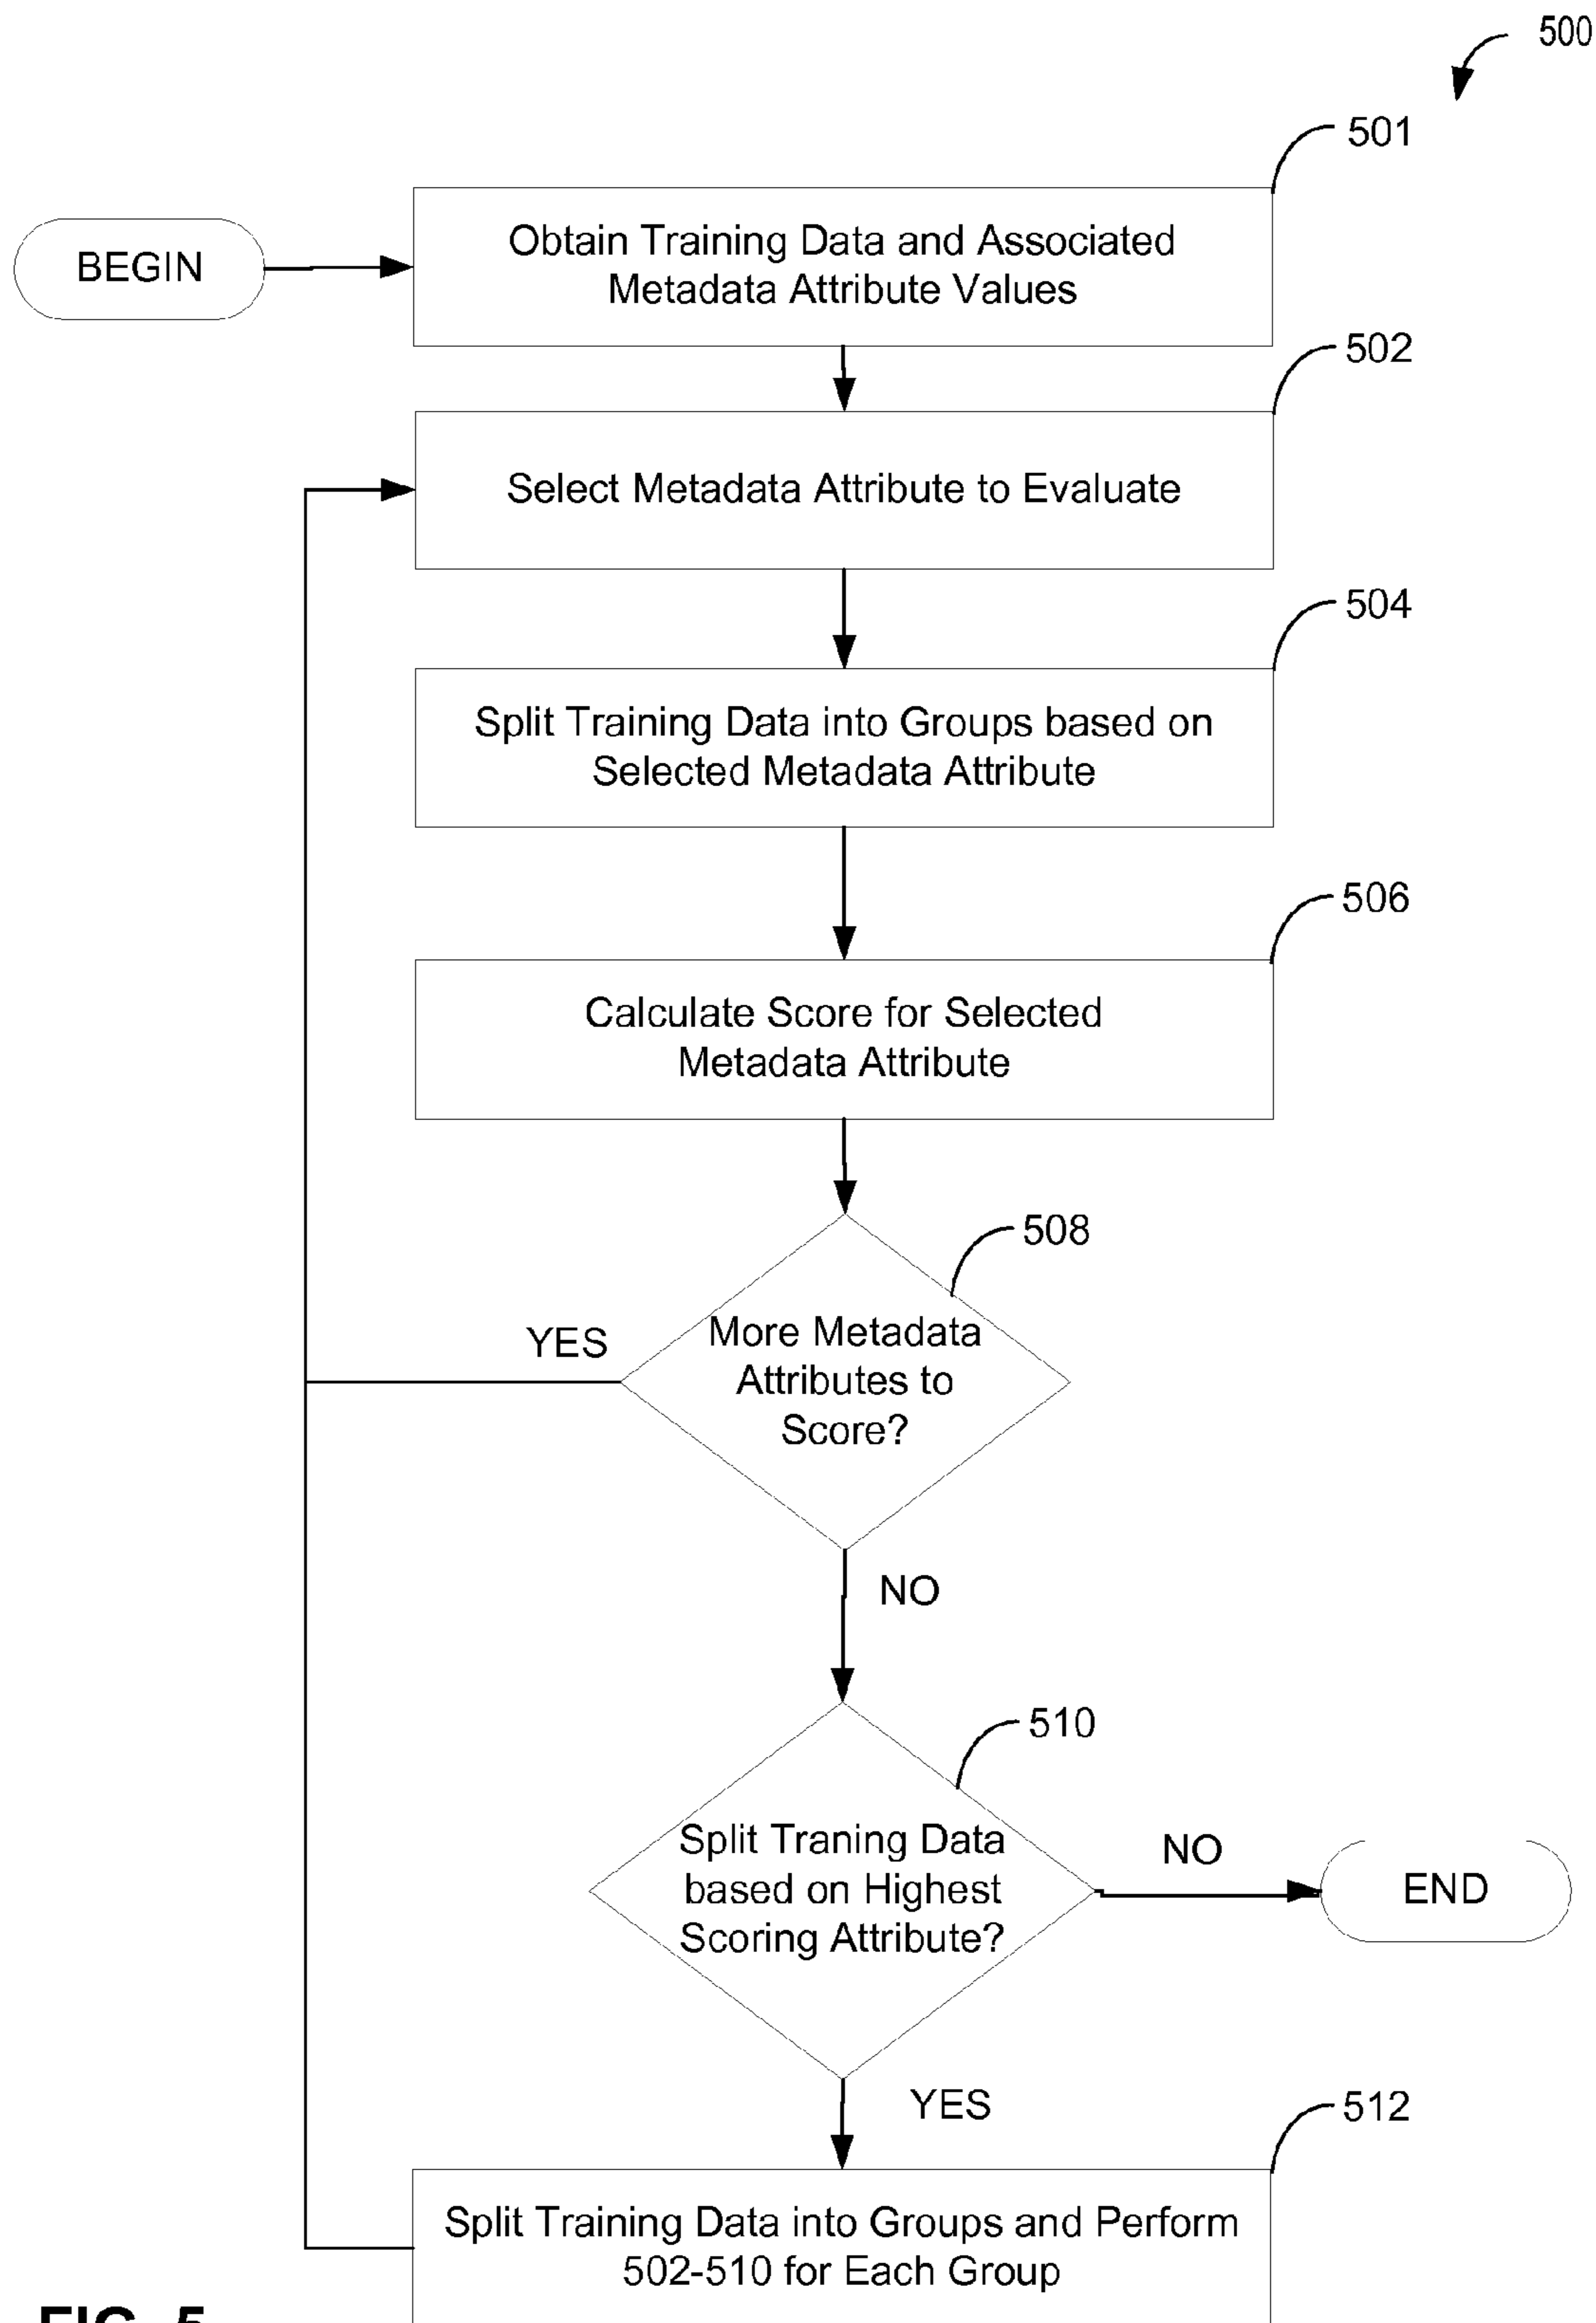 500
501
BEGIN
Obtain Training Data and Associated
Metadata Attribute Values
502
Select Metadata Attribute to Evaluate
504
Split Training Data into Groups based on
Selected Metadata Attribute
506
Calculate Score for Selected
Metadata Attribute
508
YES
More Metadata
Attributes to
Score?
NO
510
Split Traning Data
based on Highest
Scoring Attribute?
NO
END
YES
512
Split Training Data into Groups and Perform
502-510 for Each Group
FIG. 5